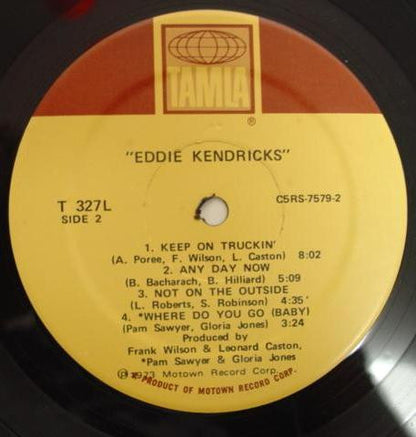 TAMLA
®
"EDDIE KENDRICKS"
T 327L
SIDE 2
C5RS-7579-2
1. KEEP ON TRUCKIN'
(A. Poree, F. Wilson, L. Caston) 8:02
2. ANY DAY NOW
(B. Bacharach, B. Hilliard) 5:09
3. NOT ON THE OUTSIDE
(L. Roberts, S. Robinson) 4:35
4. *WHERE DO YOU GO (BABY)
(Pam Sawyer, Gloria Jones) 3:24
Produced by
Frank Wilson & Leonard Caston,
*Pam Sawyer & Gloria Jones
℗ 1973 Motown Record Corp.
A PRODUCT OF MOTOWN RECORD CORP.